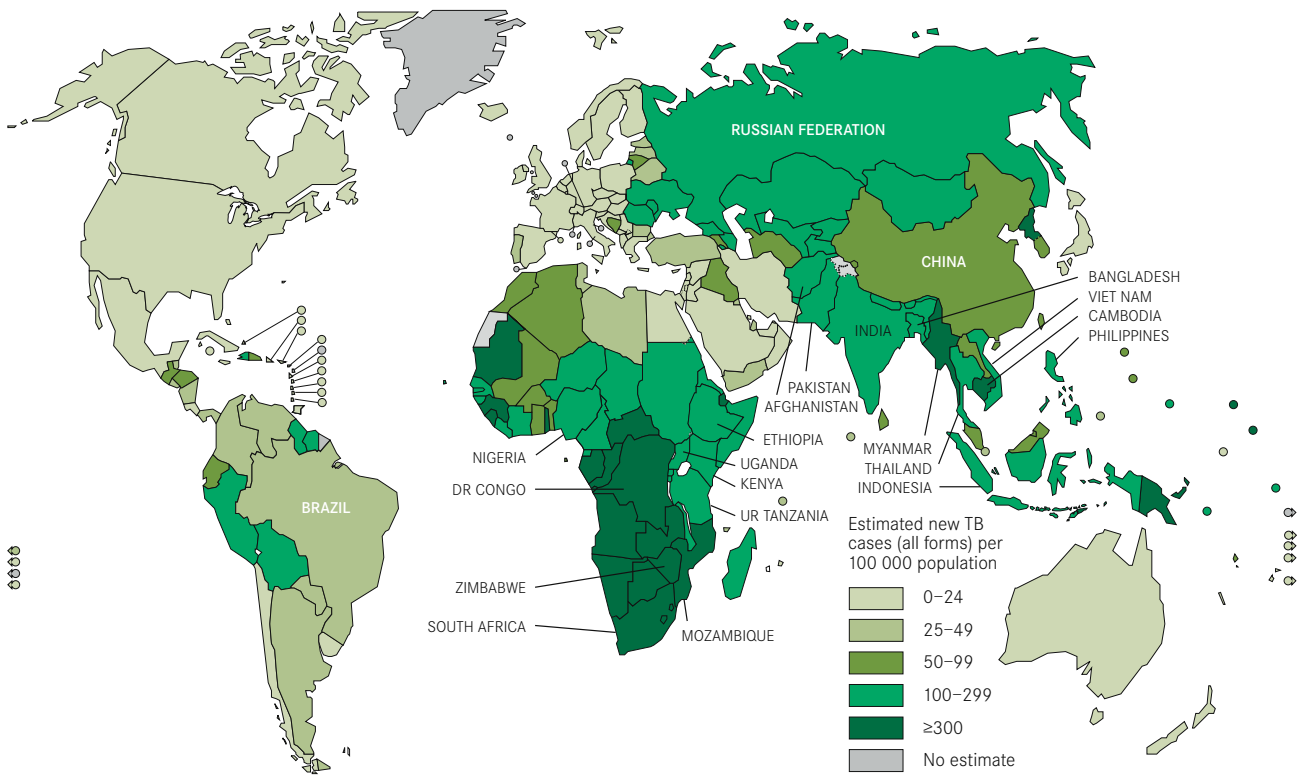 RUSSIAN FEDERATION
CHINA
BANGLADESH
VIET NAM
CAMBODIA
PHILIPPINES
INDIA
PAKISTAN
AFGHANISTAN
ETHIOPIA
NIGERIA
UGANDA
KENYA
DR CONGO
UR TANZANIA
MYANMAR
THAILAND
INDONESIA
BRAZIL
ZIMBABWE
SOUTH AFRICA
MOZAMBIQUE
Estimated new TB
cases (all forms) per
100 000 population
0–24
25–49
50–99
100–299
≥300
No estimate